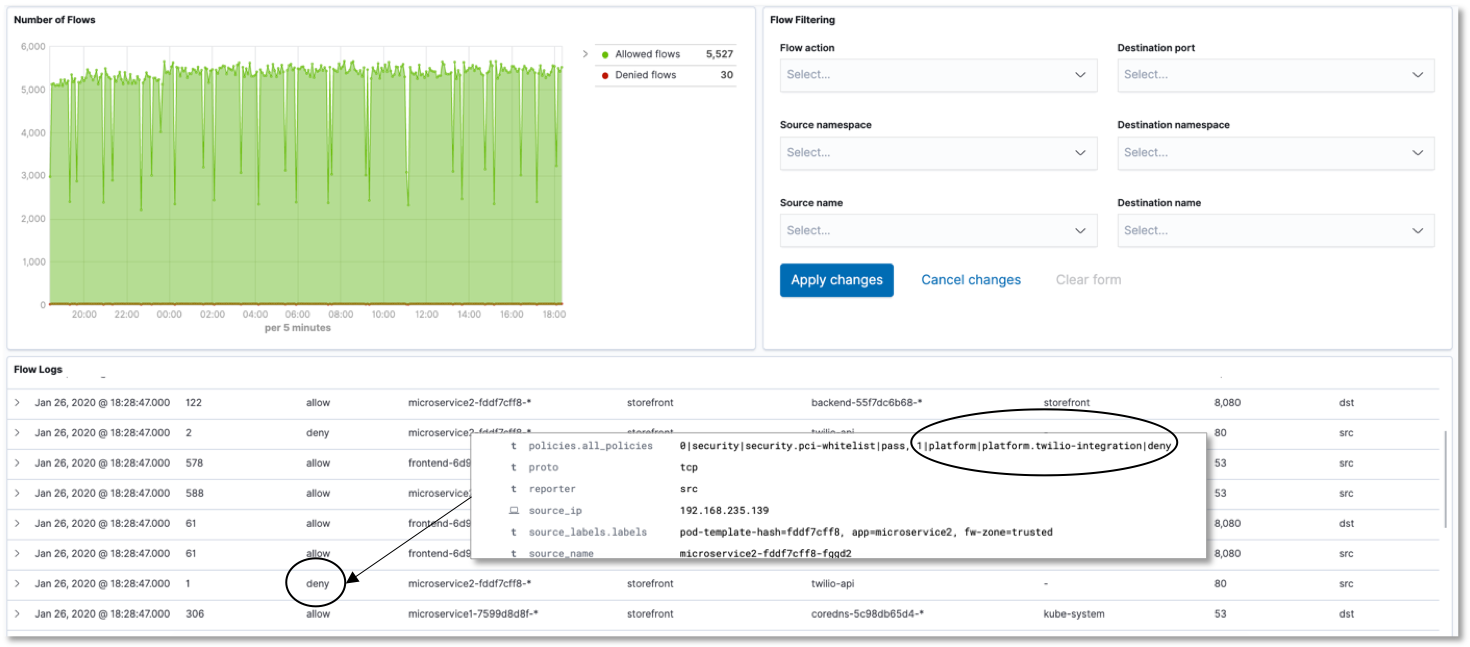 Number of Flows
6,000
5,000
4,000
3,000
2,000
1,000
0
20:00 22:00 00:00 02:00 04:00 06:00 08:00 10:00 12:00 14:00 16:00 18:00
per 5 minutes
Allowed flows 5,527
Denied flows 30
Flow Filtering
Flow action Destination port
Select... Select...
Source namespace Destination namespace
Select... Select...
Source name Destination name
Select... Select...
Apply changes Cancel changes Clear form
Flow Logs
Jan 26, 2020 @ 18:28:47.000 122 allow microservice2-fddf7cff8-* storefront backend-55f7dc6b68-* storefront 8,080 dst
Jan 26, 2020 @ 18:28:47.000 2 deny microservice2-fddf7cff8-* storefront twilio-api - 80 src
Jan 26, 2020 @ 18:28:47.000 578 allow frontend-6d9 53 src
Jan 26, 2020 @ 18:28:47.000 588 allow microservice 53 src
Jan 26, 2020 @ 18:28:47.000 61 allow frontend-6d9 8,080 dst
Jan 26, 2020 @ 18:28:47.000 61 allow frontend-6d9 8,080 src
Jan 26, 2020 @ 18:28:47.000 1 deny microservice2-fddf7cff8-* storefront twilio-api - 80 src
Jan 26, 2020 @ 18:28:47.000 306 allow microservice1-7599d8d8f-* storefront coredns-5c98db65d4-* kube-system 53 dst
t policies.all_policies 0|security|security.pci-whitelist|pass, 1|platform|platform.twilio-integration|deny
t proto tcp
t reporter src
source_ip 192.168.235.139
t source_labels.labels pod-template-hash=fddf7cff8, app=microservice2, fw-zone=trusted
t source_name microservice2-fddf7cff8-fgqd2